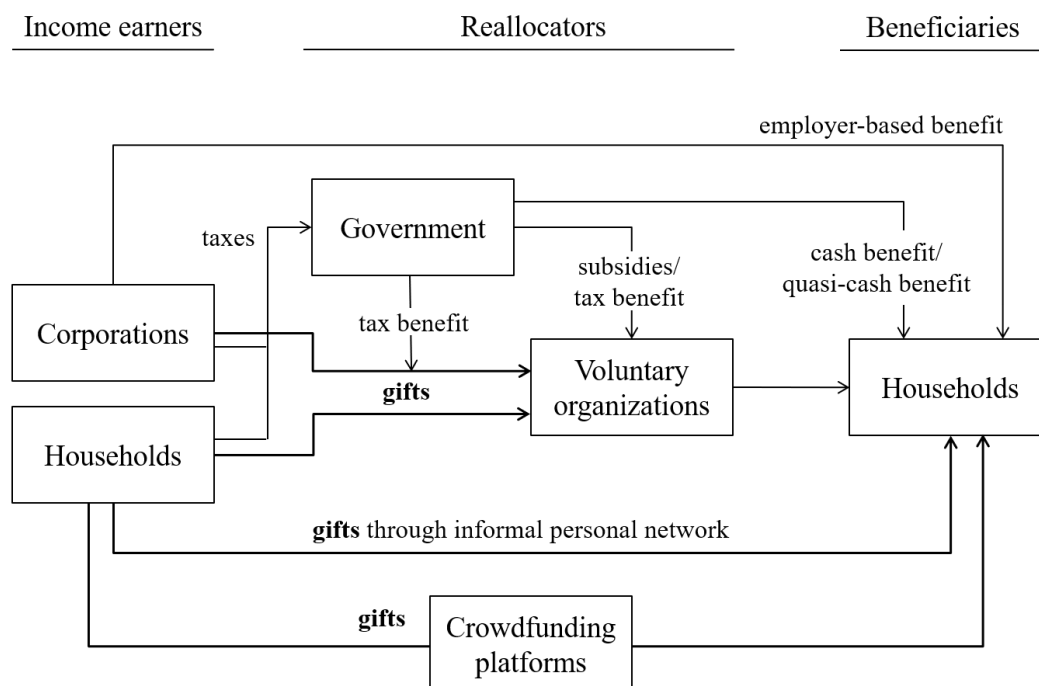 Income earners
Reallocators
Beneficiaries
employer-based benefit
Government
taxes
cash benefit/
quasi-cash benefit
subsidies/
tax benefit
tax benefit
Corporations
Voluntary
organizations
Households
gifts
Households
gifts through informal personal network
gifts
Crowdfunding
platforms